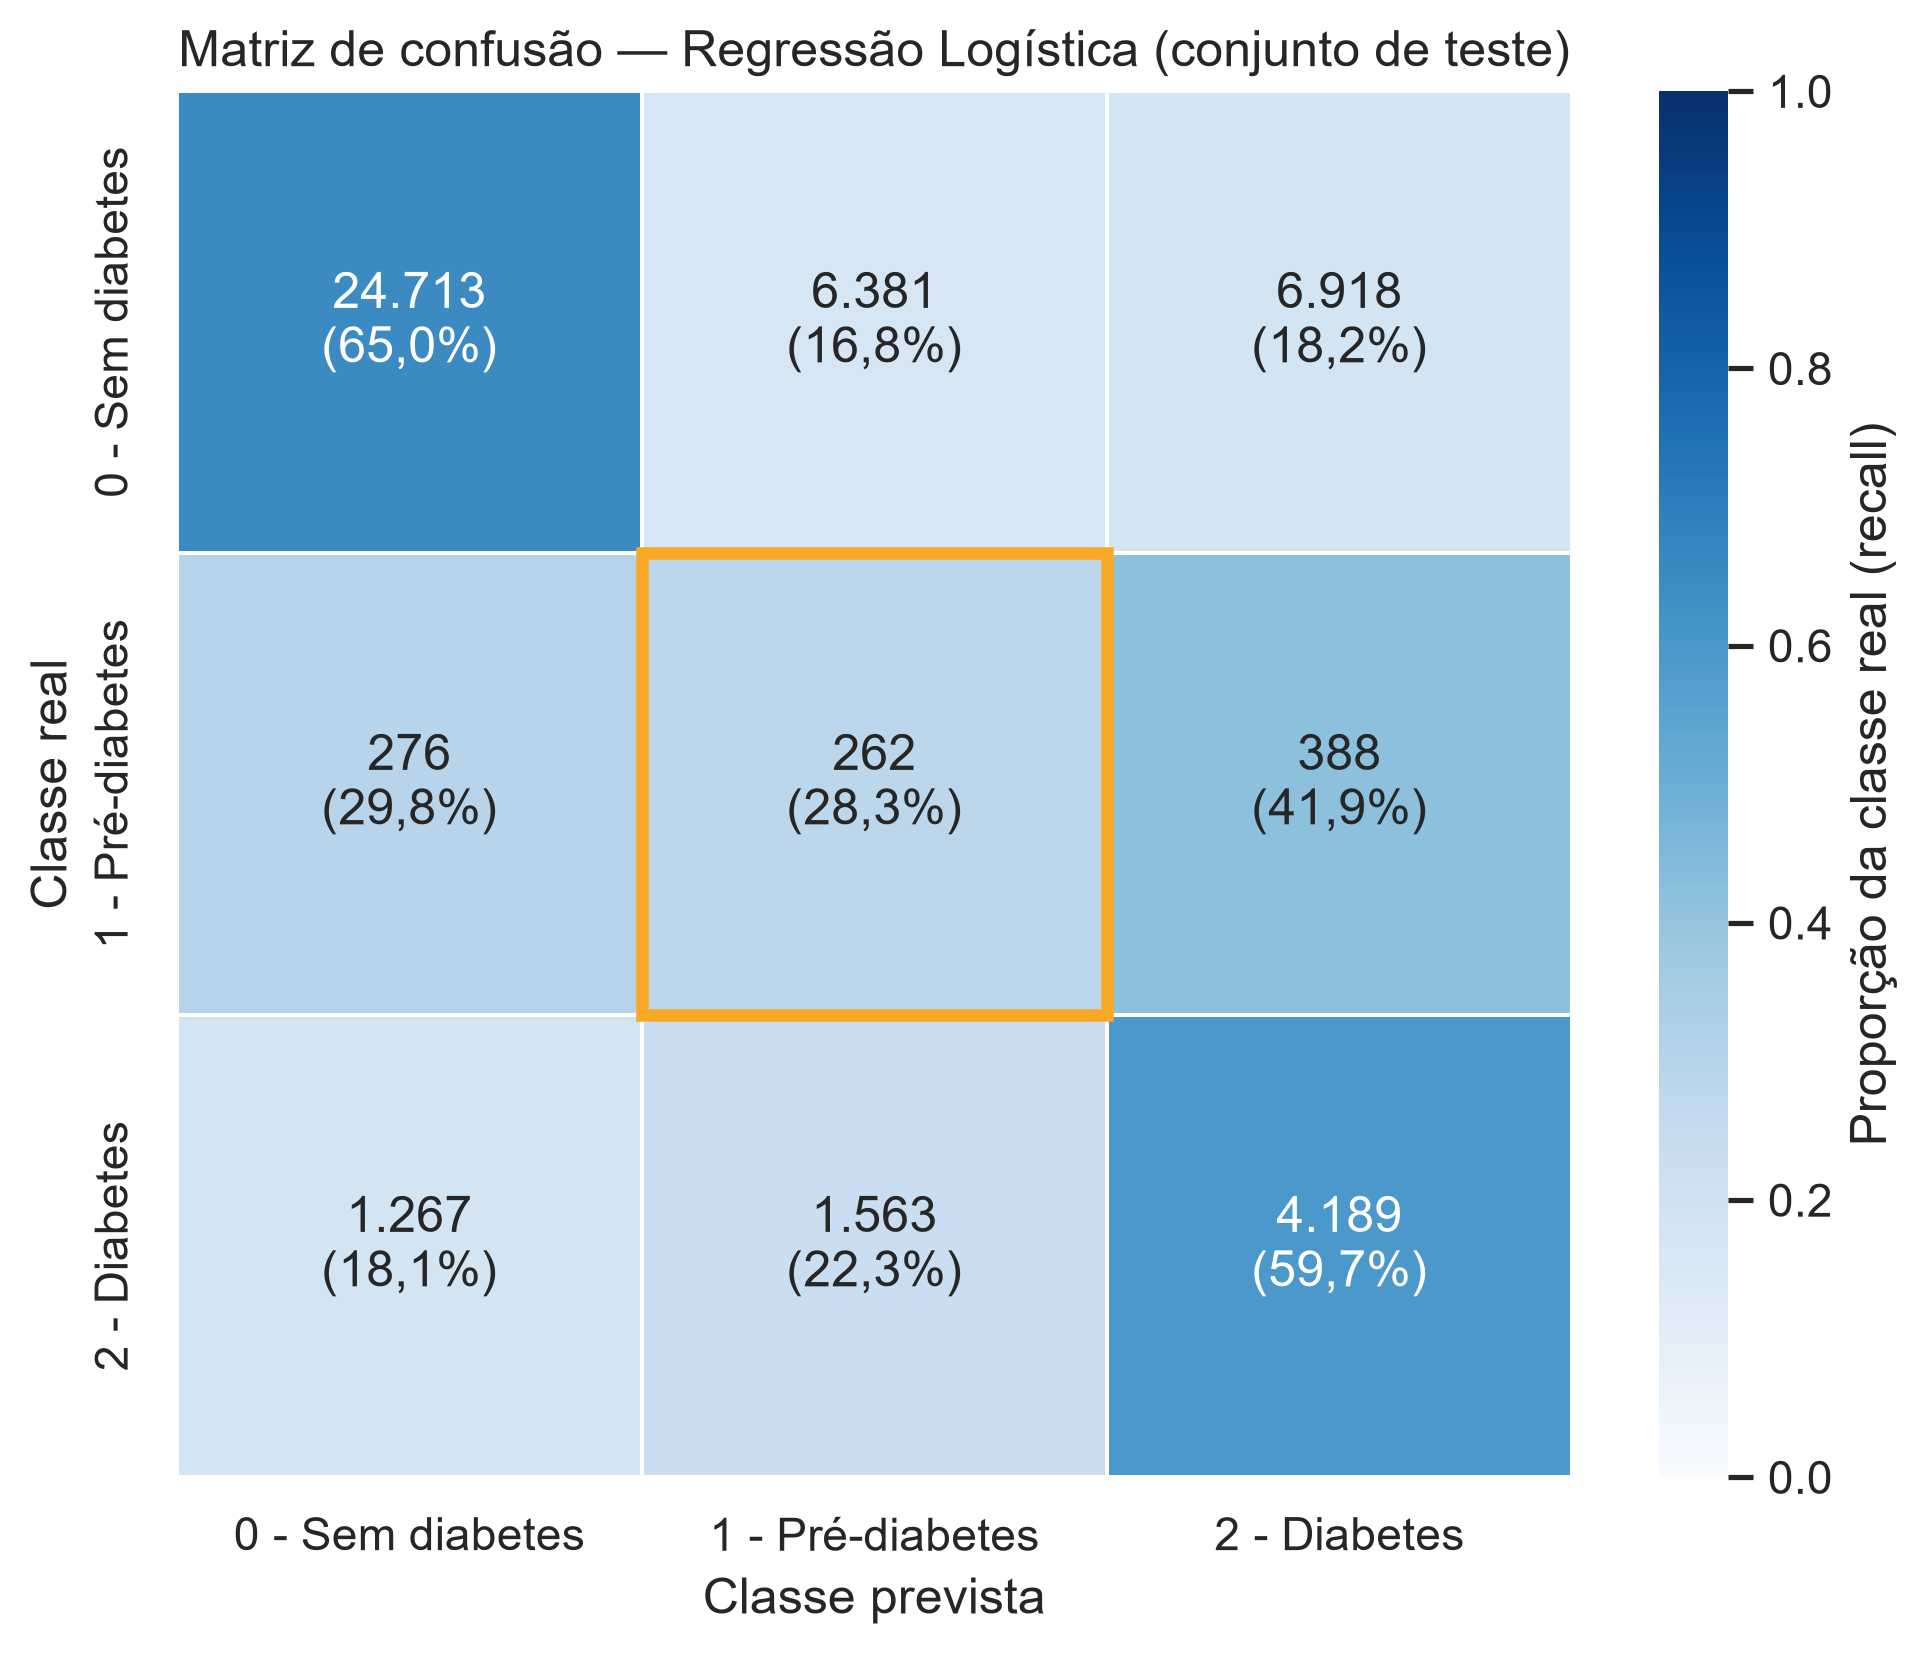 Matriz de confusão — Regressão Logística (conjunto de teste)
Classe real
0 - Sem diabetes
24.713
(65,0%)
6.381
(16,8%)
6.918
(18,2%)
1 - Pré-diabetes
276
(29,8%)
262
(28,3%)
388
(41,9%)
2 - Diabetes
1.267
(18,1%)
1.563
(22,3%)
4.189
(59,7%)
0 - Sem diabetes
1 - Pré-diabetes
2 - Diabetes
Classe prevista
1.0
0.8
0.6
0.4
0.2
0.0
Proporção da classe real (recall)